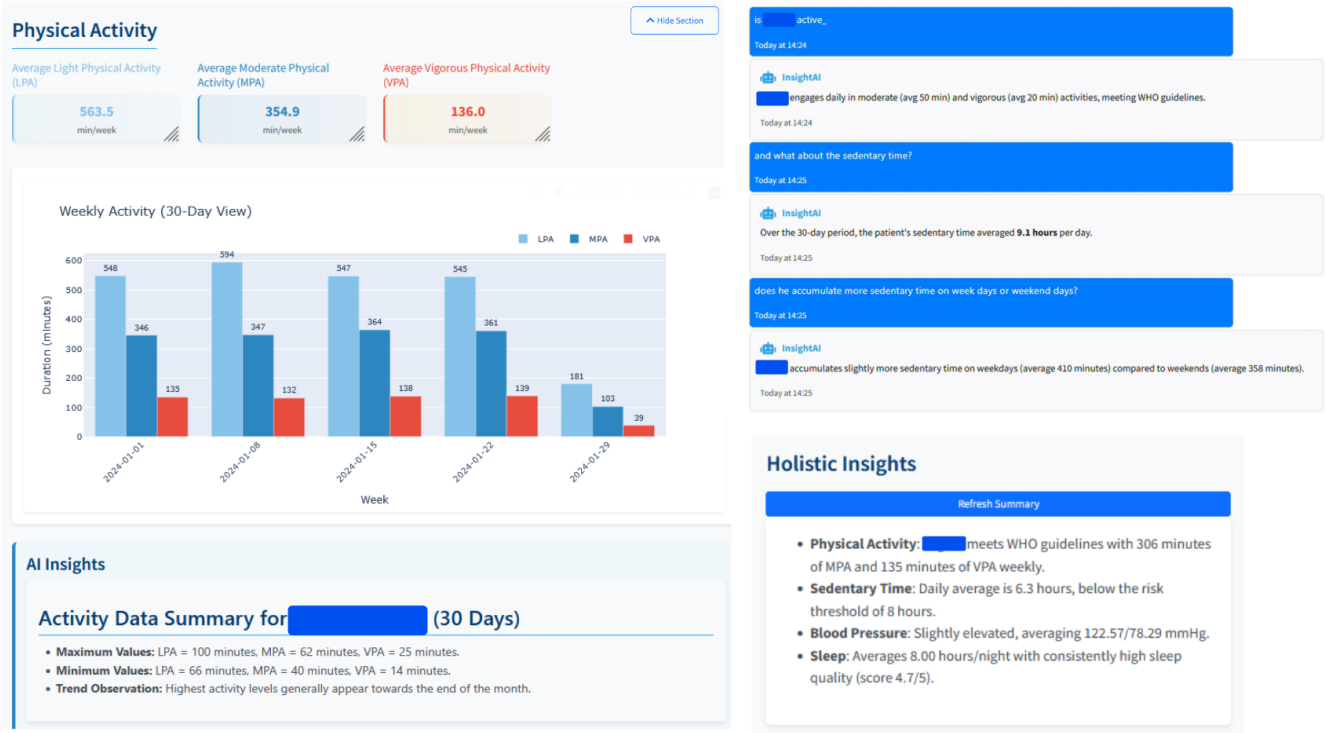 Physical Activity
Hide Section
Average Light Physical Activity
(LPA)
563.5
min/week
Average Moderate Physical
Activity (MPA)
354.9
min/week
Average Vigorous Physical Activity
(VPA)
136.0
min/week
Weekly Activity (30-Day View)
LPA MPA VPA
Duration (minutes)
600
500
400
300
200
100
0
548 346 135
594 347 132
547 364 138
545 361 139
181 103 39
2024-01-01
2024-01-08
2024-01-15
2024-01-22
2024-01-29
Week
AI Insights
Activity Data Summary for (30 Days)
• Maximum Values: LPA = 100 minutes, MPA = 62 minutes, VPA = 25 minutes.
• Minimum Values: LPA = 66 minutes, MPA = 40 minutes, VPA = 14 minutes.
• Trend Observation: Highest activity levels generally appear towards the end of the month.
is active_
Today at 14:24
InsightAI
engages daily in moderate (avg 50 min) and vigorous (avg 20 min) activities, meeting WHO guidelines.
Today at 14:24
and what about the sedentary time?
Today at 14:25
InsightAI
Over the 30-day period, the patient's sedentary time averaged 9.1 hours per day.
Today at 14:25
does he accumulate more sedentary time on week days or weekend days?
Today at 14:25
InsightAI
accumulates slightly more sedentary time on weekdays (average 410 minutes) compared to weekends (average 358 minutes).
Today at 14:25
Holistic Insights
Refresh Summary
• Physical Activity: meets WHO guidelines with 306 minutes
of MPA and 135 minutes of VPA weekly.
• Sedentary Time: Daily average is 6.3 hours, below the risk
threshold of 8 hours.
• Blood Pressure: Slightly elevated, averaging 122.57/78.29 mmHg.
• Sleep: Averages 8.00 hours/night with consistently high sleep
quality (score 4.7/5).